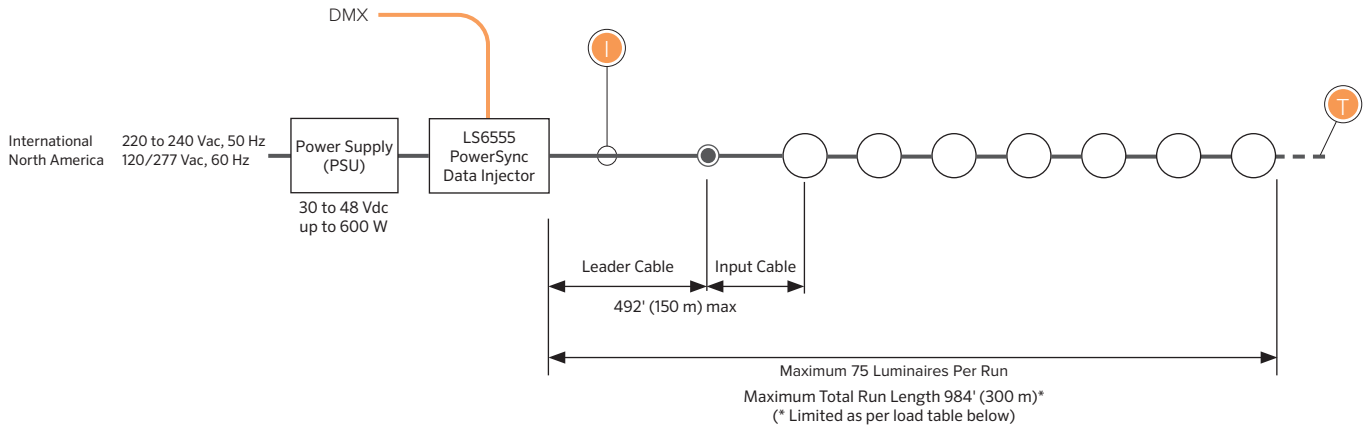 DMX
I
T
International 220 to 240 Vac, 50 Hz
North America 120/277 Vac, 60 Hz
Power Supply
(PSU)
30 to 48 Vdc
up to 600 W
LS6555
PowerSync
Data Injector
Leader Cable
Input Cable
492' (150 m) max
Maximum 75 Luminaires Per Run
Maximum Total Run Length 984' (300 m)*
(* Limited as per load table below)